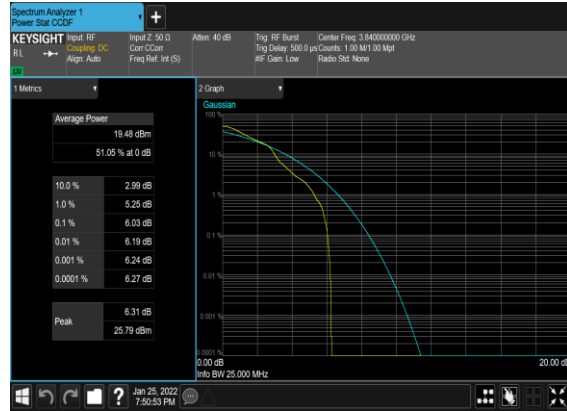 Spectrum Analyzer 1
Power Stat CCDF
+
KEYSIGHT
RL
Input: RF
Coupling: DC
Align: Auto
Input Z: 50 Ω
Corr CCorr
Freq Ref: Int (S)
Atten: 40 dB
Trig: RF Burst
Trig Delay: 500.0 µs
#IF Gain: Low
Center Freq: 3.840000000 GHz
Counts: 1.00 M/1.00 Mpt
Radio Std: None
1 Metrics
Average Power
19.48 dBm
51.05 % at 0 dB
10.0 % 2.99 dB
1.0 % 5.25 dB
0.1 % 6.03 dB
0.01 % 6.19 dB
0.001 % 6.24 dB
0.0001 % 6.27 dB
Peak
6.31 dB
25.79 dBm
2 Graph
Gaussian
100 %
10 %
1 %
0.1 %
0.01 %
0.001 %
0.0001 %
0.00 dB
20.00 dB
Info BW 25.000 MHz
?
Jan 25, 2022
7:50:53 PM